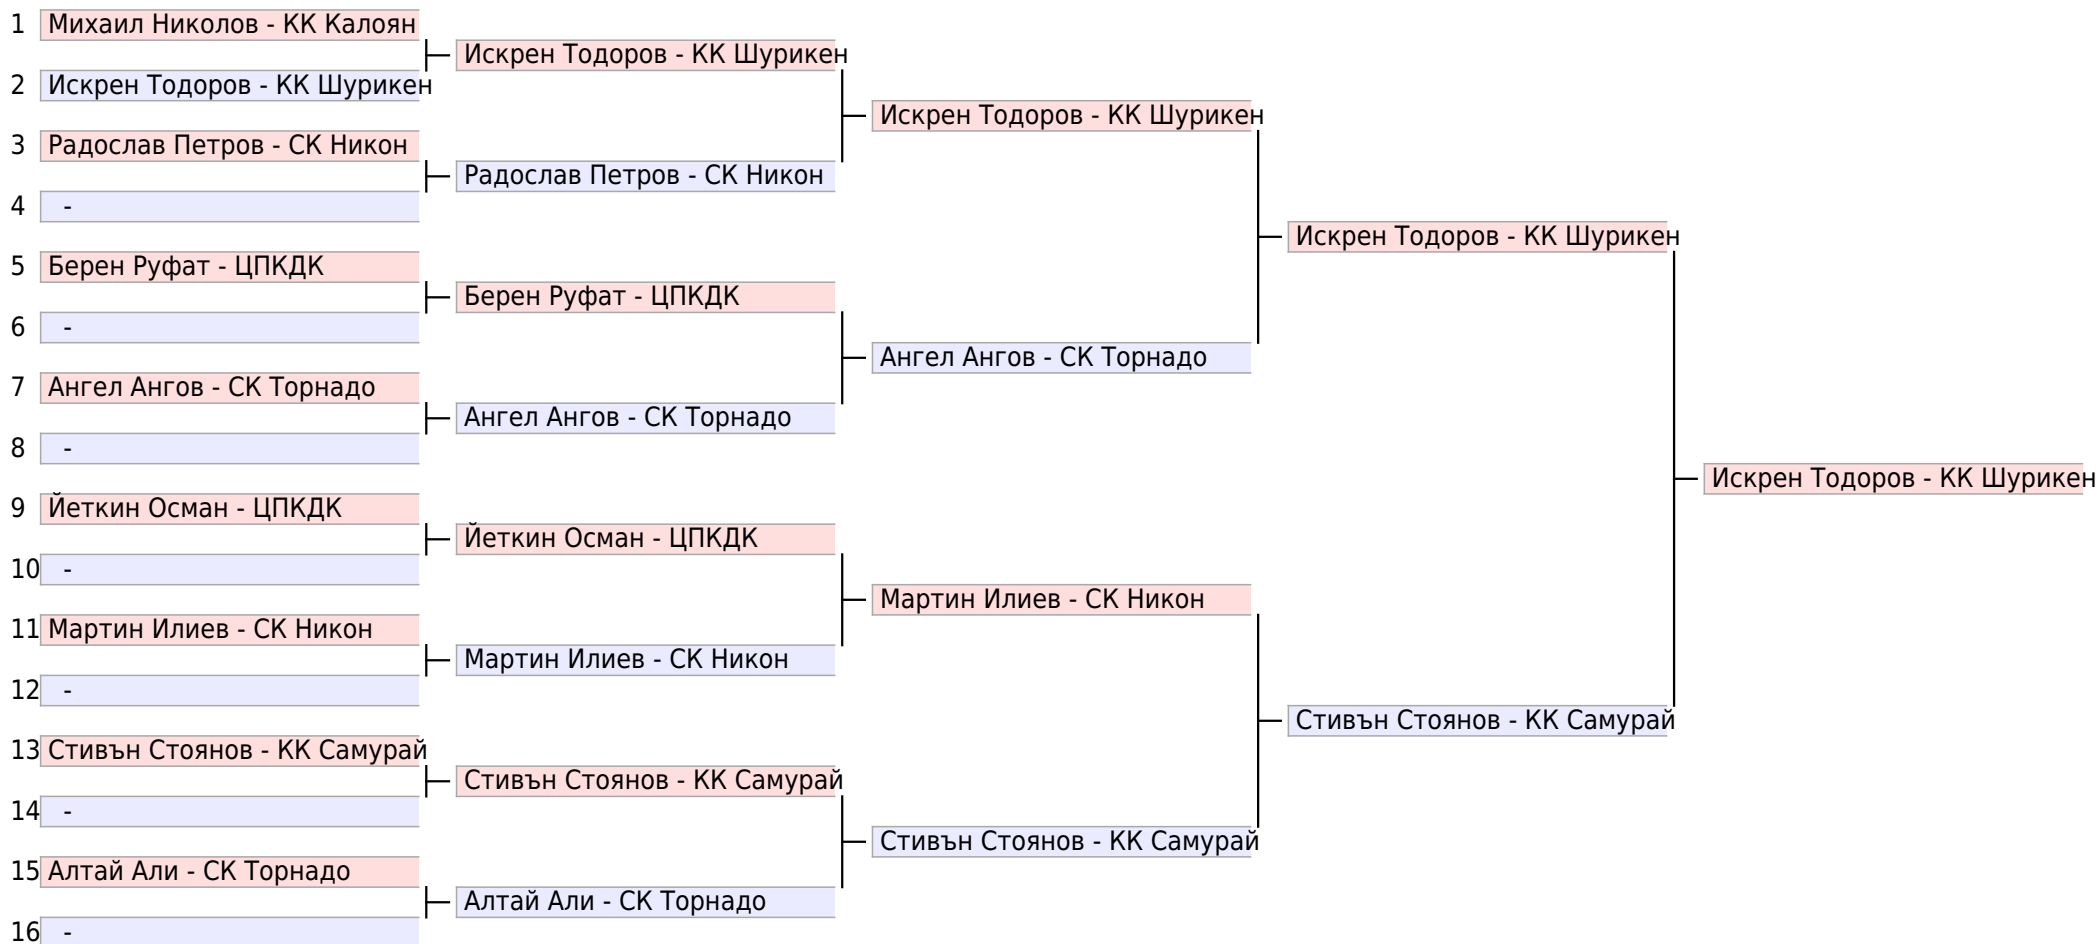 1 Михаил Николов - КК Калоян
Искрен Тодоров - КК Шурикен
2 Искрен Тодоров - КК Шурикен
Искрен Тодоров - КК Шурикен
3 Радослав Петров - СК Никон
Радослав Петров - СК Никон
4 -
Искрен Тодоров - КК Шурикен
5 Берен Руфат - ЦПКДК
Берен Руфат - ЦПКДК
6 -
Ангел Ангов - СК Торнадо
7 Ангел Ангов - СК Торнадо
Ангел Ангов - СК Торнадо
8 -
Искрен Тодоров - КК Шурикен
9 Йеткин Осман - ЦПКДК
Йеткин Осман - ЦПКДК
10 -
Мартин Илиев - СК Никон
11 Мартин Илиев - СК Никон
Мартин Илиев - СК Никон
12 -
Стивън Стоянов - КК Самурай
13 Стивън Стоянов - КК Самурай
Стивън Стоянов - КК Самурай
14 -
Стивън Стоянов - КК Самурай
15 Алтай Али - СК Торнадо
Алтай Али - СК Торнадо
16 -